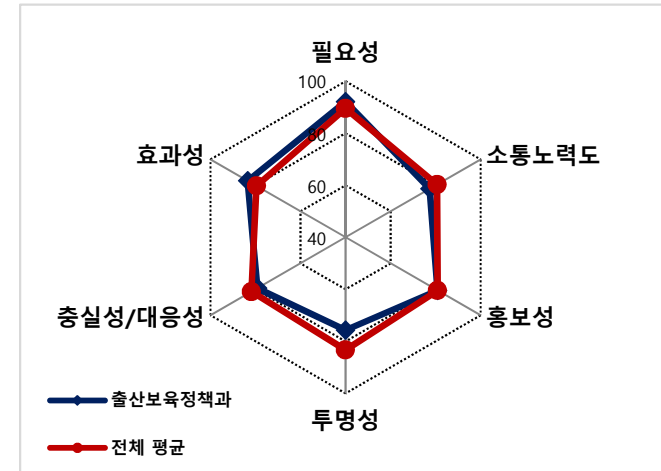 필요성
100
80
60
40
효과성
소통노력도
충실성/대응성
홍보성
투명성
출산보육정책과
전체 평균